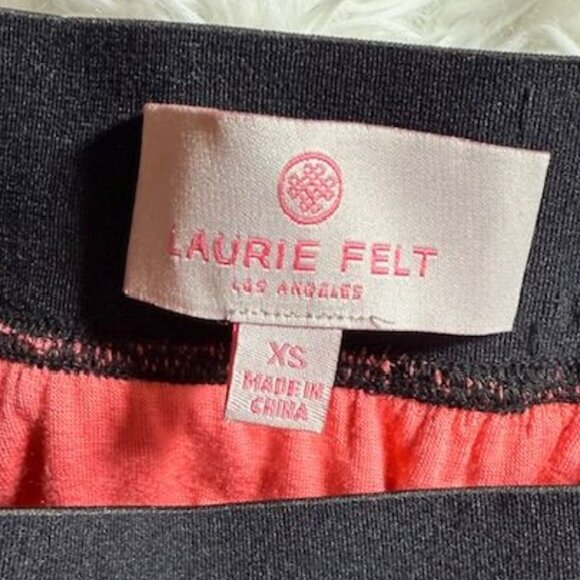 LAURIE FELT
LOS ANGELES
XS
MADE IN
CHINA